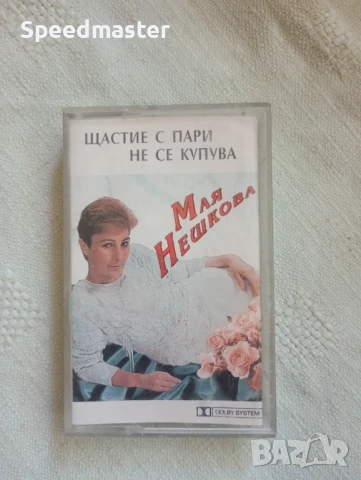 Speedmaster
ЩАСТИЕ С ПАРИ
НЕ СЕ КУПУВА
МАЯ
НЕШКОВА
DOLBY SYSTEM
BAZAR